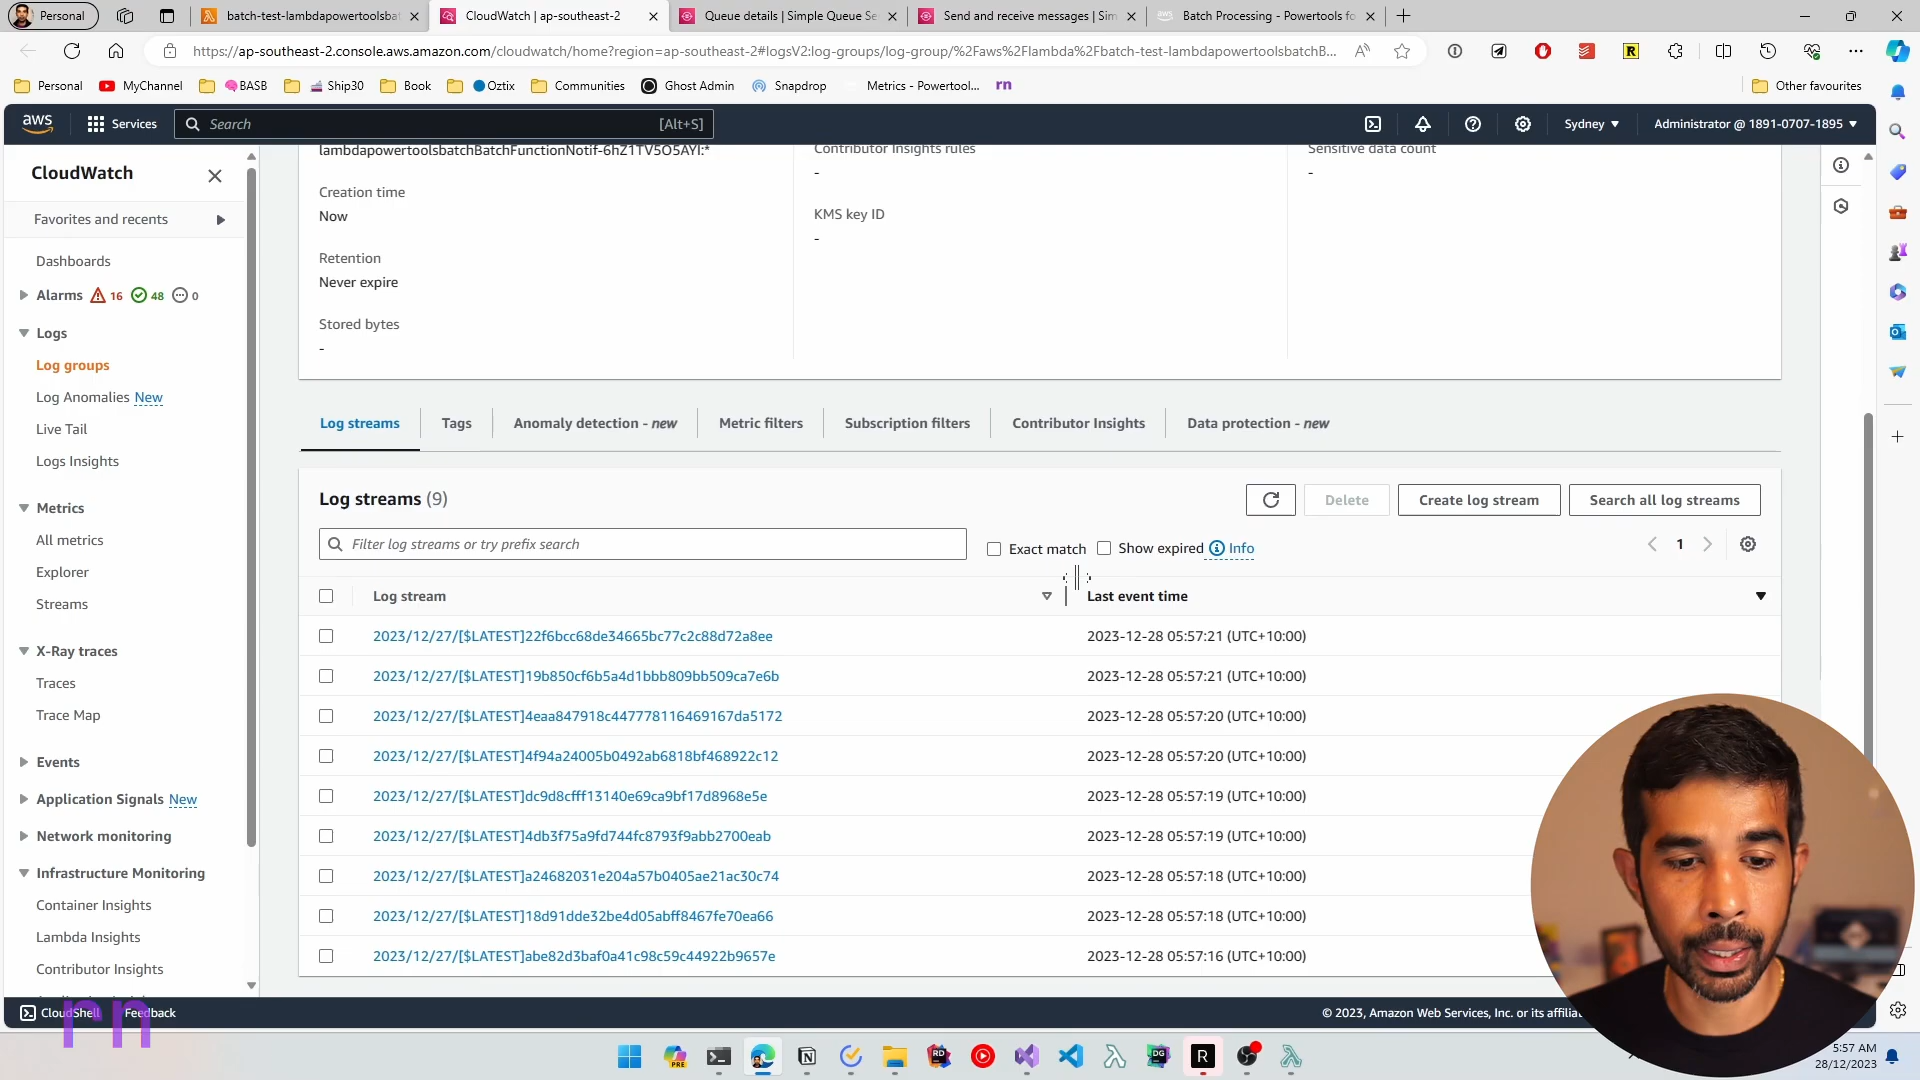 Personal
batch-test-lambdapowertoolsbat
CloudWatch | ap-southeast-2
Queue details | Simple Queue Se
Send and receive messages | Sim
Batch Processing - Powertools fo
https://ap-southeast-2.console.aws.amazon.com/cloudwatch/home?region=ap-southeast-2#logsV2:log-groups/log-group/%2Faws%2Flambda%2Fbatch-test-lambdapowertoolsbatchB...
Personal
MyChannel
BASB
Ship30
Book
Oztix
Communities
Ghost Admin
Snapdrop
Metrics - Powertool...
rn
Other favourites
aws
Services
Search
[Alt+S]
Sydney
Administrator @ 1891-0707-1895
CloudWatch
Favorites and recents
Dashboards
Alarms 16 48 0
Logs
Log groups
Log Anomalies New
Live Tail
Logs Insights
Metrics
All metrics
Explorer
Streams
X-Ray traces
Traces
Trace Map
Events
Application Signals New
Network monitoring
Infrastructure Monitoring
Container Insights
Lambda Insights
Contributor Insights
lambdapowertoolsbatchBatchFunctionNotif-6hZ1TV5O5AYI:*
Creation time
Now
Retention
Never expire
Stored bytes
-
Contributor Insights rules
-
KMS key ID
-
Sensitive data count
-
Log streams
Tags
Anomaly detection - new
Metric filters
Subscription filters
Contributor Insights
Data protection - new
Log streams (9)
Delete
Create log stream
Search all log streams
Filter log streams or try prefix search
Exact match
Show expired
Info
1
Log stream
Last event time
2023/12/27/[$LATEST]22f6bcc68de34665bc77c2c88d72a8ee 2023-12-28 05:57:21 (UTC+10:00)
2023/12/27/[$LATEST]19b850cf6b5a4d1bbb809bb509ca7e6b 2023-12-28 05:57:21 (UTC+10:00)
2023/12/27/[$LATEST]4eaa847918c447778116469167da5172 2023-12-28 05:57:20 (UTC+10:00)
2023/12/27/[$LATEST]4f94a24005b0492ab6818bf468922c12 2023-12-28 05:57:20 (UTC+10:00)
2023/12/27/[$LATEST]dc9d8cfff13140e69ca9bf17d8968e5e 2023-12-28 05:57:19 (UTC+10:00)
2023/12/27/[$LATEST]4db3f75a9fd744fc8793f9abb2700eab 2023-12-28 05:57:19 (UTC+10:00)
2023/12/27/[$LATEST]a24682031e204a57b0405ae21ac30c74 2023-12-28 05:57:18 (UTC+10:00)
2023/12/27/[$LATEST]18d91dde32be4d05abff8467fe70ea66 2023-12-28 05:57:18 (UTC+10:00)
2023/12/27/[$LATEST]abe82d3baf0a41c98c59c44922b9657e 2023-12-28 05:57:16 (UTC+10:00)
CloudShell
Feedback
© 2023, Amazon Web Services, Inc. or its affilia
rn
5:57 AM
28/12/2023